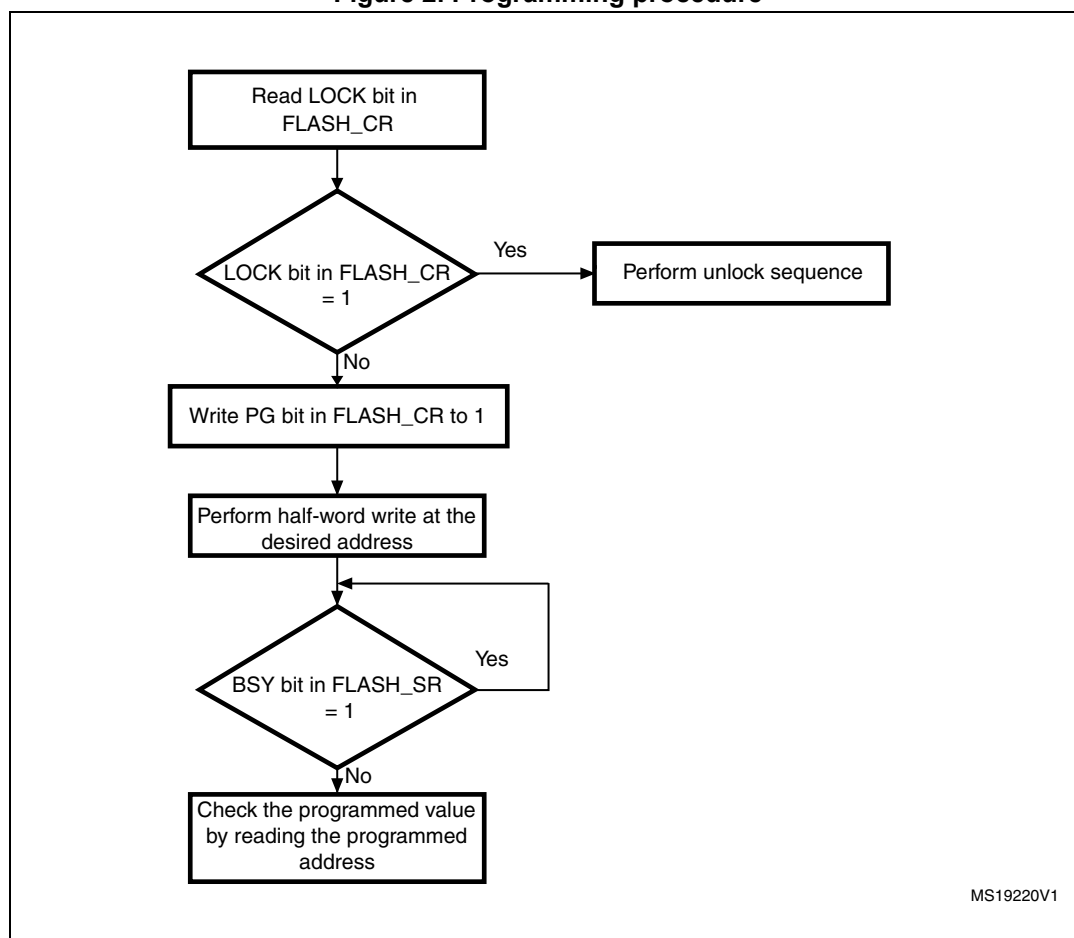 Figure 2. Programming procedure
Read LOCK bit in
FLASH_CR
Yes
LOCK bit in FLASH_CR
= 1
Perform unlock sequence
No
Write PG bit in FLASH_CR to 1
Perform half-word write at the
desired address
Yes
BSY bit in FLASH_SR
= 1
No
Check the programmed value
by reading the programmed
address
MS19220V1